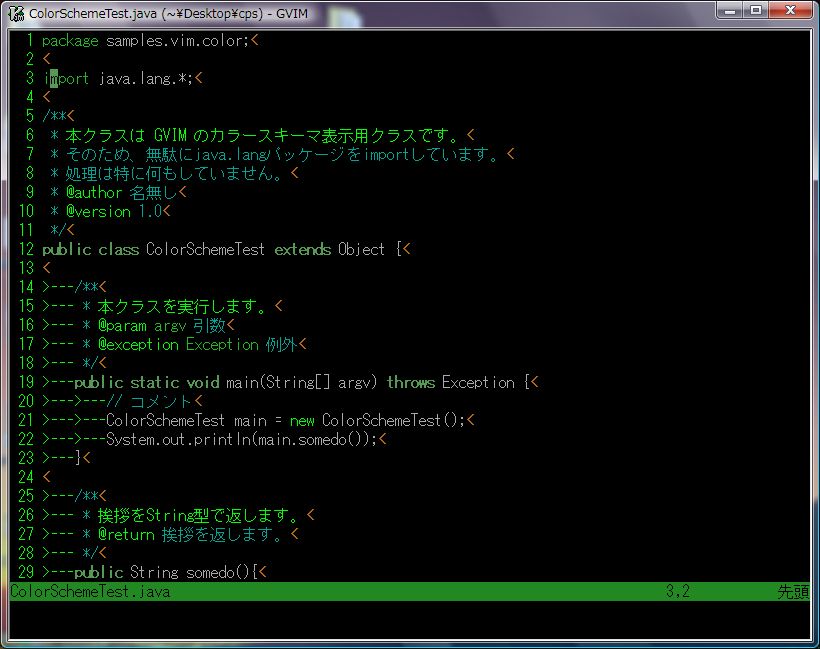 ColorSchemeTest.java (~¥Desktop¥cps) - GVIM
1 package samples.vim.color;<
2 <
3 import java.lang.*;<
4 <
5 /**<
6  * 本クラスは GVIM のカラースキーマ表示用クラスです。<
7  * そのため、無駄にjava.langパッケージをimportしています。<
8  * 処理は特に何もしていません。<
9  * @author 名無し<
10  * @version 1.0<
11  */<
12 public class ColorSchemeTest extends Object {<
13 <
14 >---/**<
15 >--- * 本クラスを実行します。<
16 >--- * @param argv 引数<
17 >--- * @exception Exception 例外<
18 >--- */<
19 >---public static void main(String[] argv) throws Exception {<
20 >--->---// コメント<
21 >--->---ColorSchemeTest main = new ColorSchemeTest();<
22 >--->---System.out.println(main.somedo());<
23 >---}<
24 <
25 >---/**<
26 >--- * 挨拶をString型で返します。<
27 >--- * @return 挨拶を返します。<
28 >--- */<
29 >---public String somedo(){<
ColorSchemeTest.java 3,2 先頭